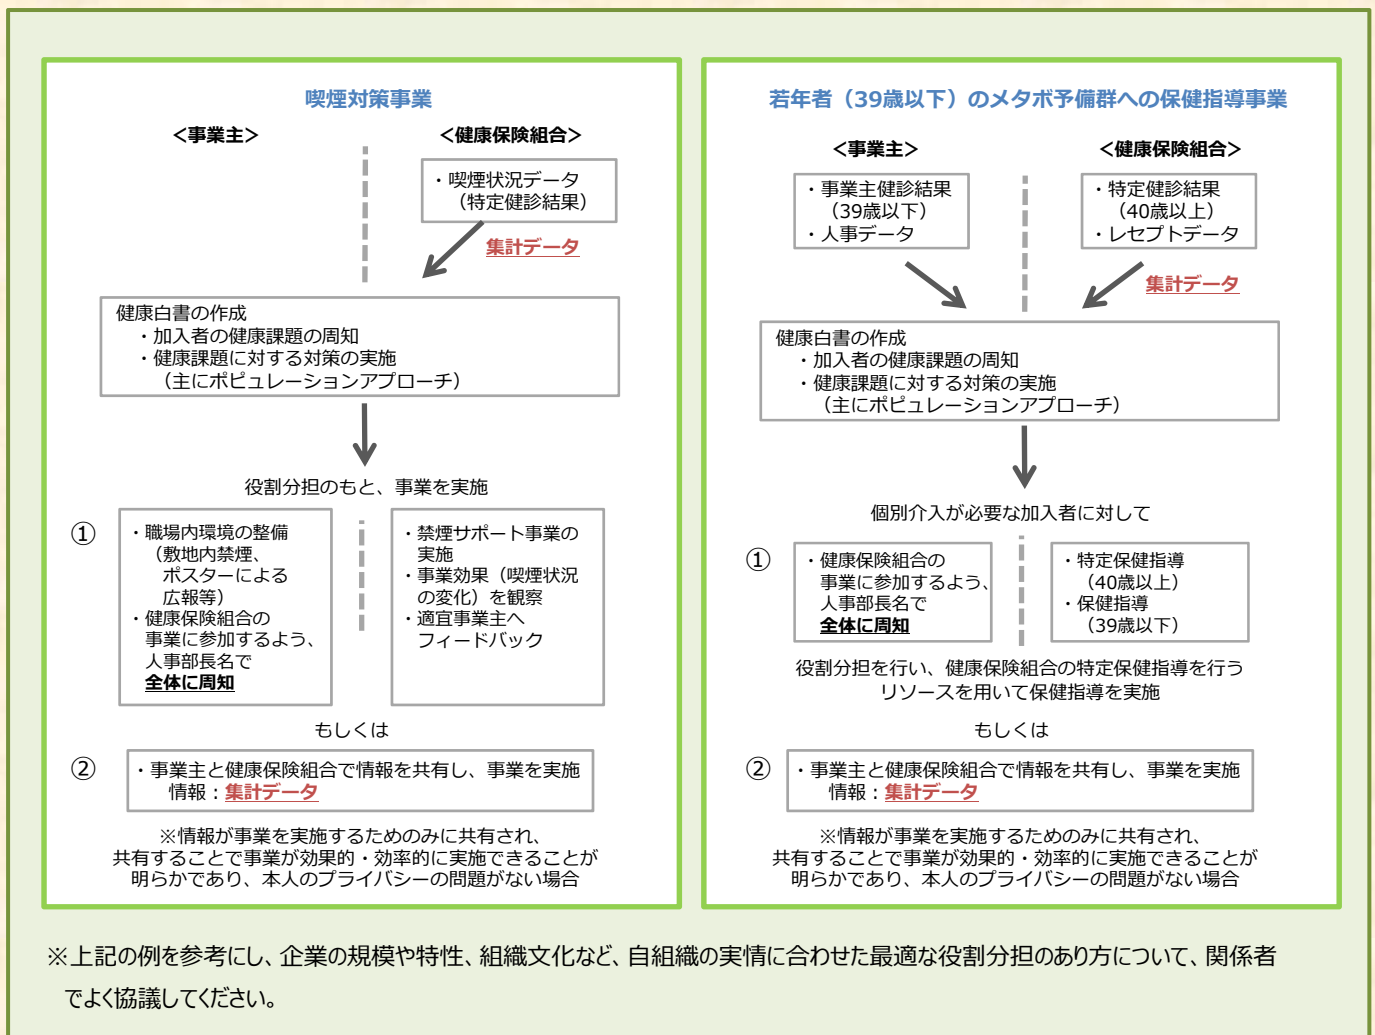 喫煙対策事業
<事業主>
<健康保険組合>
・喫煙状況データ
（特定健診結果）
集計データ
健康白書の作成
・加入者の健康課題の周知
・健康課題に対する対策の実施
（主にポピュレーションアプローチ）
役割分担のもと、事業を実施
①
・職場内環境の整備
（敷地内禁煙、
ポスターによる
広報等）
・健康保険組合の
事業に参加するよう、
人事部長名で
全体に周知
・禁煙サポート事業の
実施
・事業効果（喫煙状況
の変化）を観察
・適宜事業主へ
フィードバック
もしくは
②
・事業主と健康保険組合で情報を共有し、事業を実施
情報：集計データ
※情報が事業を実施するためのみに共有され、
共有することで事業が効果的・効率的に実施できることが
明らかであり、本人のプライバシーの問題がない場合
若年者（39歳以下）のメタボ予備群への保健指導事業
<事業主>
<健康保険組合>
・事業主健診結果
（39歳以下）
・人事データ
・特定健診結果
（40歳以上）
・レセプトデータ
集計データ
健康白書の作成
・加入者の健康課題の周知
・健康課題に対する対策の実施
（主にポピュレーションアプローチ）
個別介入が必要な加入者に対して
①
・健康保険組合の
事業に参加するよう、
人事部長名で
全体に周知
・特定保健指導
（40歳以上）
・保健指導
（39歳以下）
役割分担を行い、健康保険組合の特定保健指導を行う
リソースを用いて保健指導を実施
もしくは
②
・事業主と健康保険組合で情報を共有し、事業を実施
情報：集計データ
※情報が事業を実施するためのみに共有され、
共有することで事業が効果的・効率的に実施できることが
明らかであり、本人のプライバシーの問題がない場合
※上記の例を参考にし、企業の規模や特性、組織文化など、自組織の実情に合わせた最適な役割分担のあり方について、関係者
でよく協議してください。